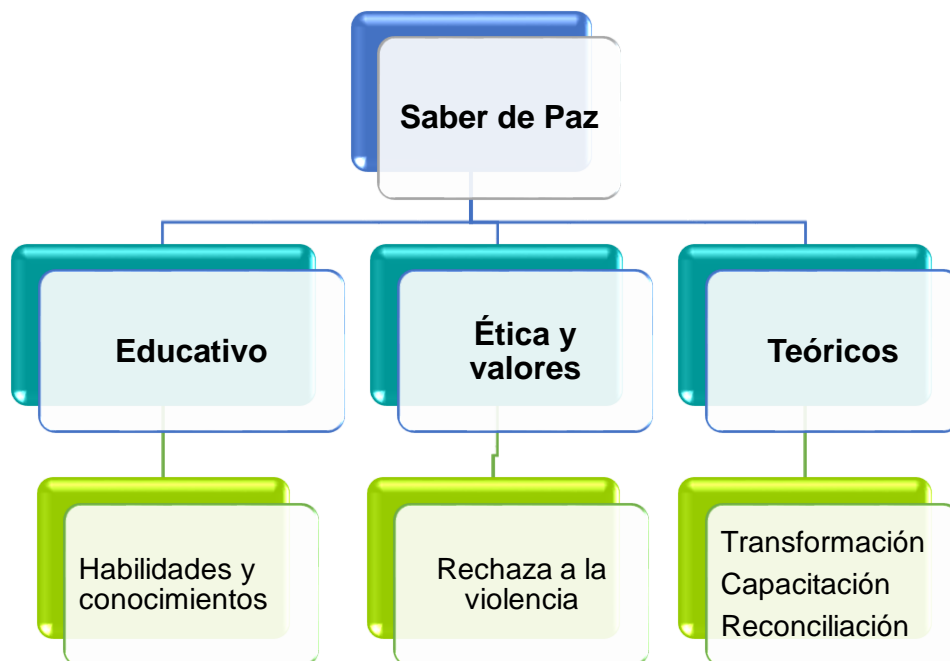 Saber de Paz
Educativo
Ética y
valores
Teóricos
Habilidades y
conocimientos
Rechaza a la
violencia
Transformación
Capacitación
Reconciliación